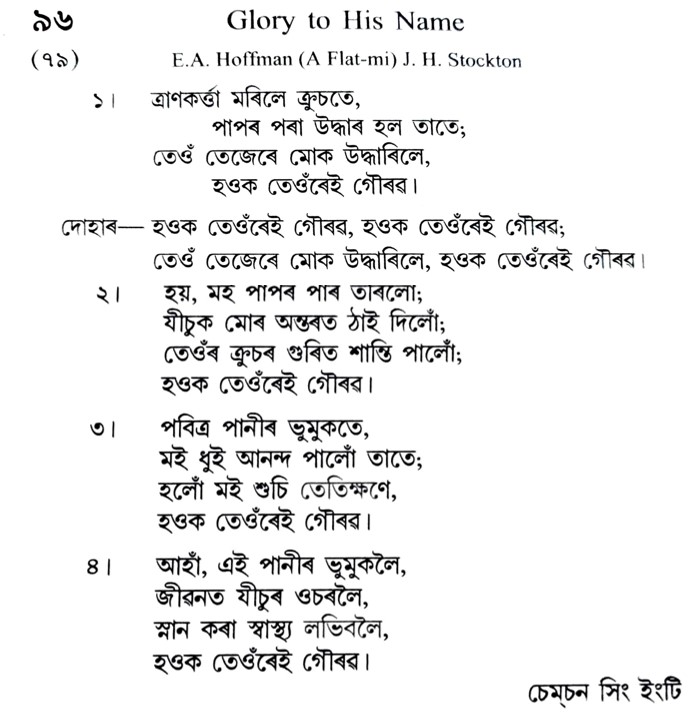 ৯৬ Glory to His Name
(৭৯) E.A. Hoffman (A Flat-mi) J. H. Stockton
১। ত্ৰাণকৰ্ত্তা মৰিলে ক্ৰুচতে,
পাপৰ পৰা উদ্ধাৰ হল তাতে;
তেওঁ তেজেৰে মোক উদ্ধাৰিলে,
হওক তেওঁৰেই গৌৰৱ।
দোহাৰ— হওক তেওঁৰেই গৌৰৱ, হওক তেওঁৰেই গৌৰৱ;
তেওঁ তেজেৰে মোক উদ্ধাৰিলে, হওক তেওঁৰেই গৌৰৱ।
২। হয়, মহ পাপৰ পাৰ তাৰলো;
যীচুক মোৰ অন্তৰত ঠাই দিলোঁ;
তেওঁৰ ক্ৰুচৰ গুৰিত শান্তি পালোঁ;
হওক তেওঁৰেই গৌৰৱ।
৩। পবিত্ৰ পানীৰ ভুমুকতে,
মই ধুই আনন্দ পালোঁ তাতে;
হলোঁ মই শুচি তেতিক্ষণে,
হওক তেওঁৰেই গৌৰৱ।
৪। আহাঁ, এই পানীৰ ভুমুকলৈ,
জীৱনত যীচুৰ ওচৰলৈ,
স্নান কৰা স্বাস্থ্য লভিবলৈ,
হওক তেওঁৰেই গৌৰৱ।
চেম্চন সিং ইংটি